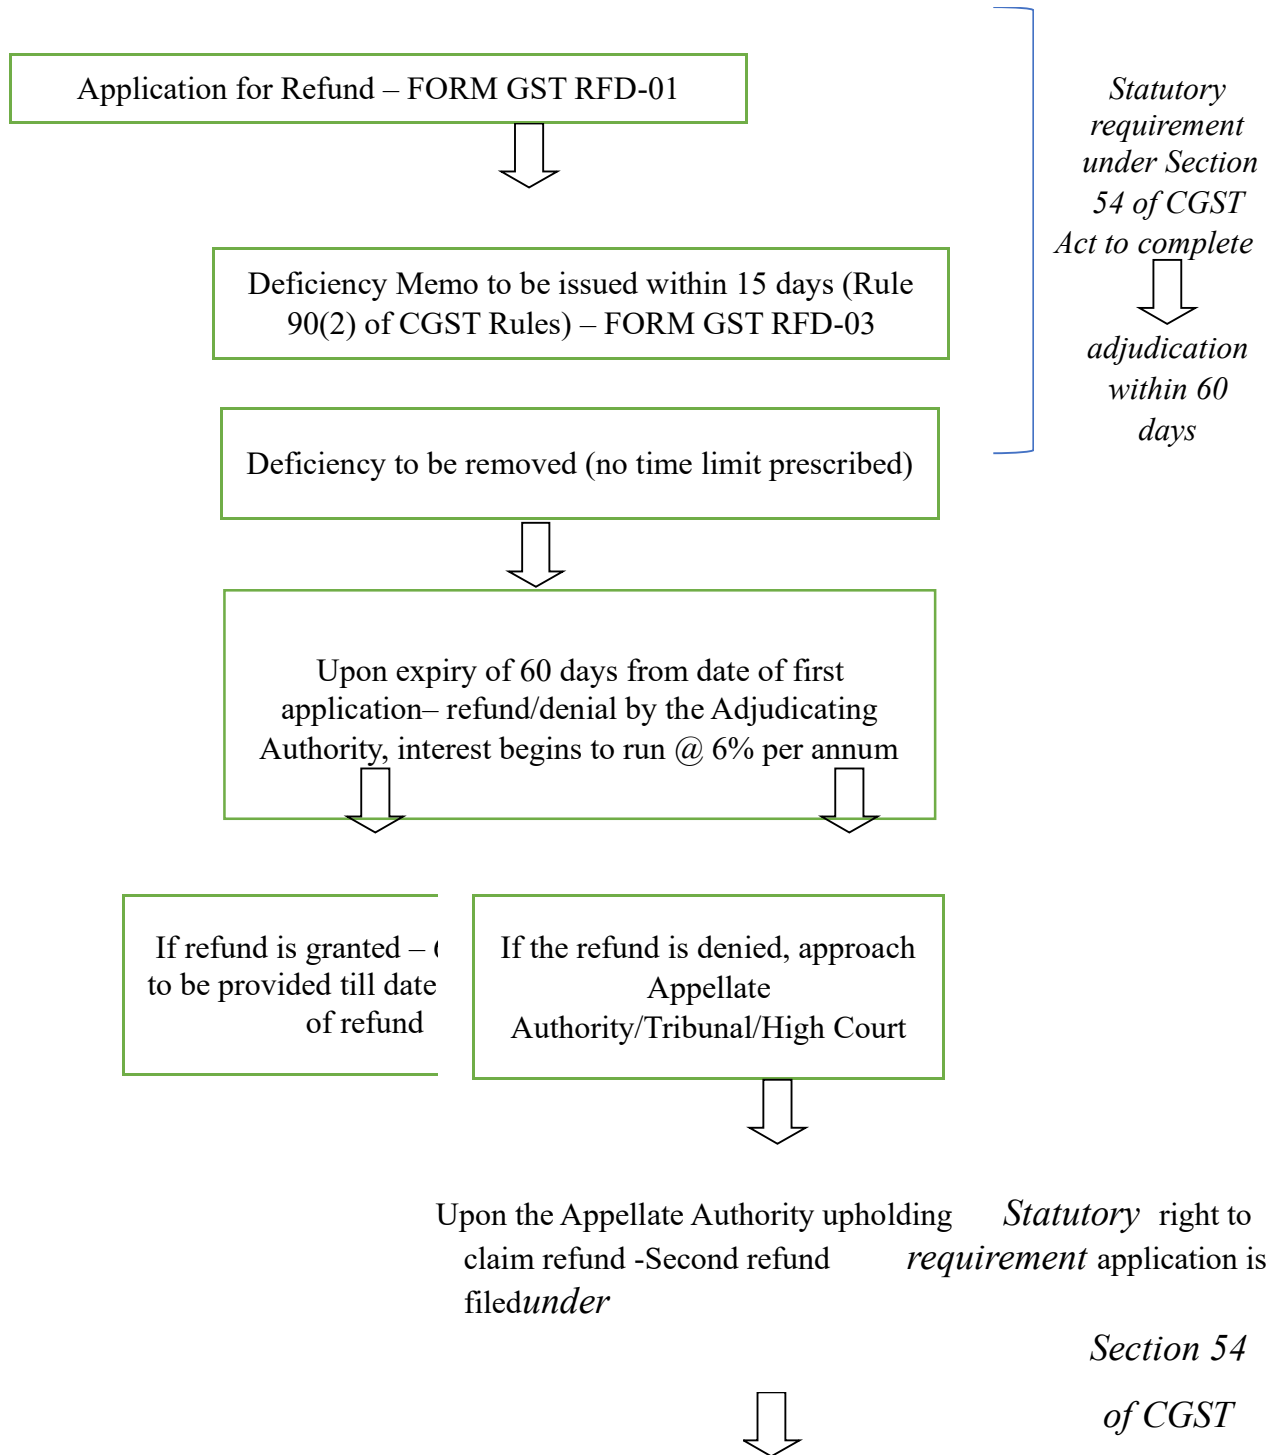 Application for Refund – FORM GST RFD-01
Statutory
requirement
under Section
54 of CGST
Act to complete
adjudication
within 60
days
Deficiency Memo to be issued within 15 days (Rule
90(2) of CGST Rules) – FORM GST RFD-03
Deficiency to be removed (no time limit prescribed)
Upon expiry of 60 days from date of first
application– refund/denial by the Adjudicating
Authority, interest begins to run @ 6% per annum
If refund is granted –
to be provided till date
of refund
If the refund is denied, approach
Appellate
Authority/Tribunal/High Court
Upon the Appellate Authority upholding Statutory right to
claim refund -Second refund requirement application is
filedunder
Section 54
of CGST